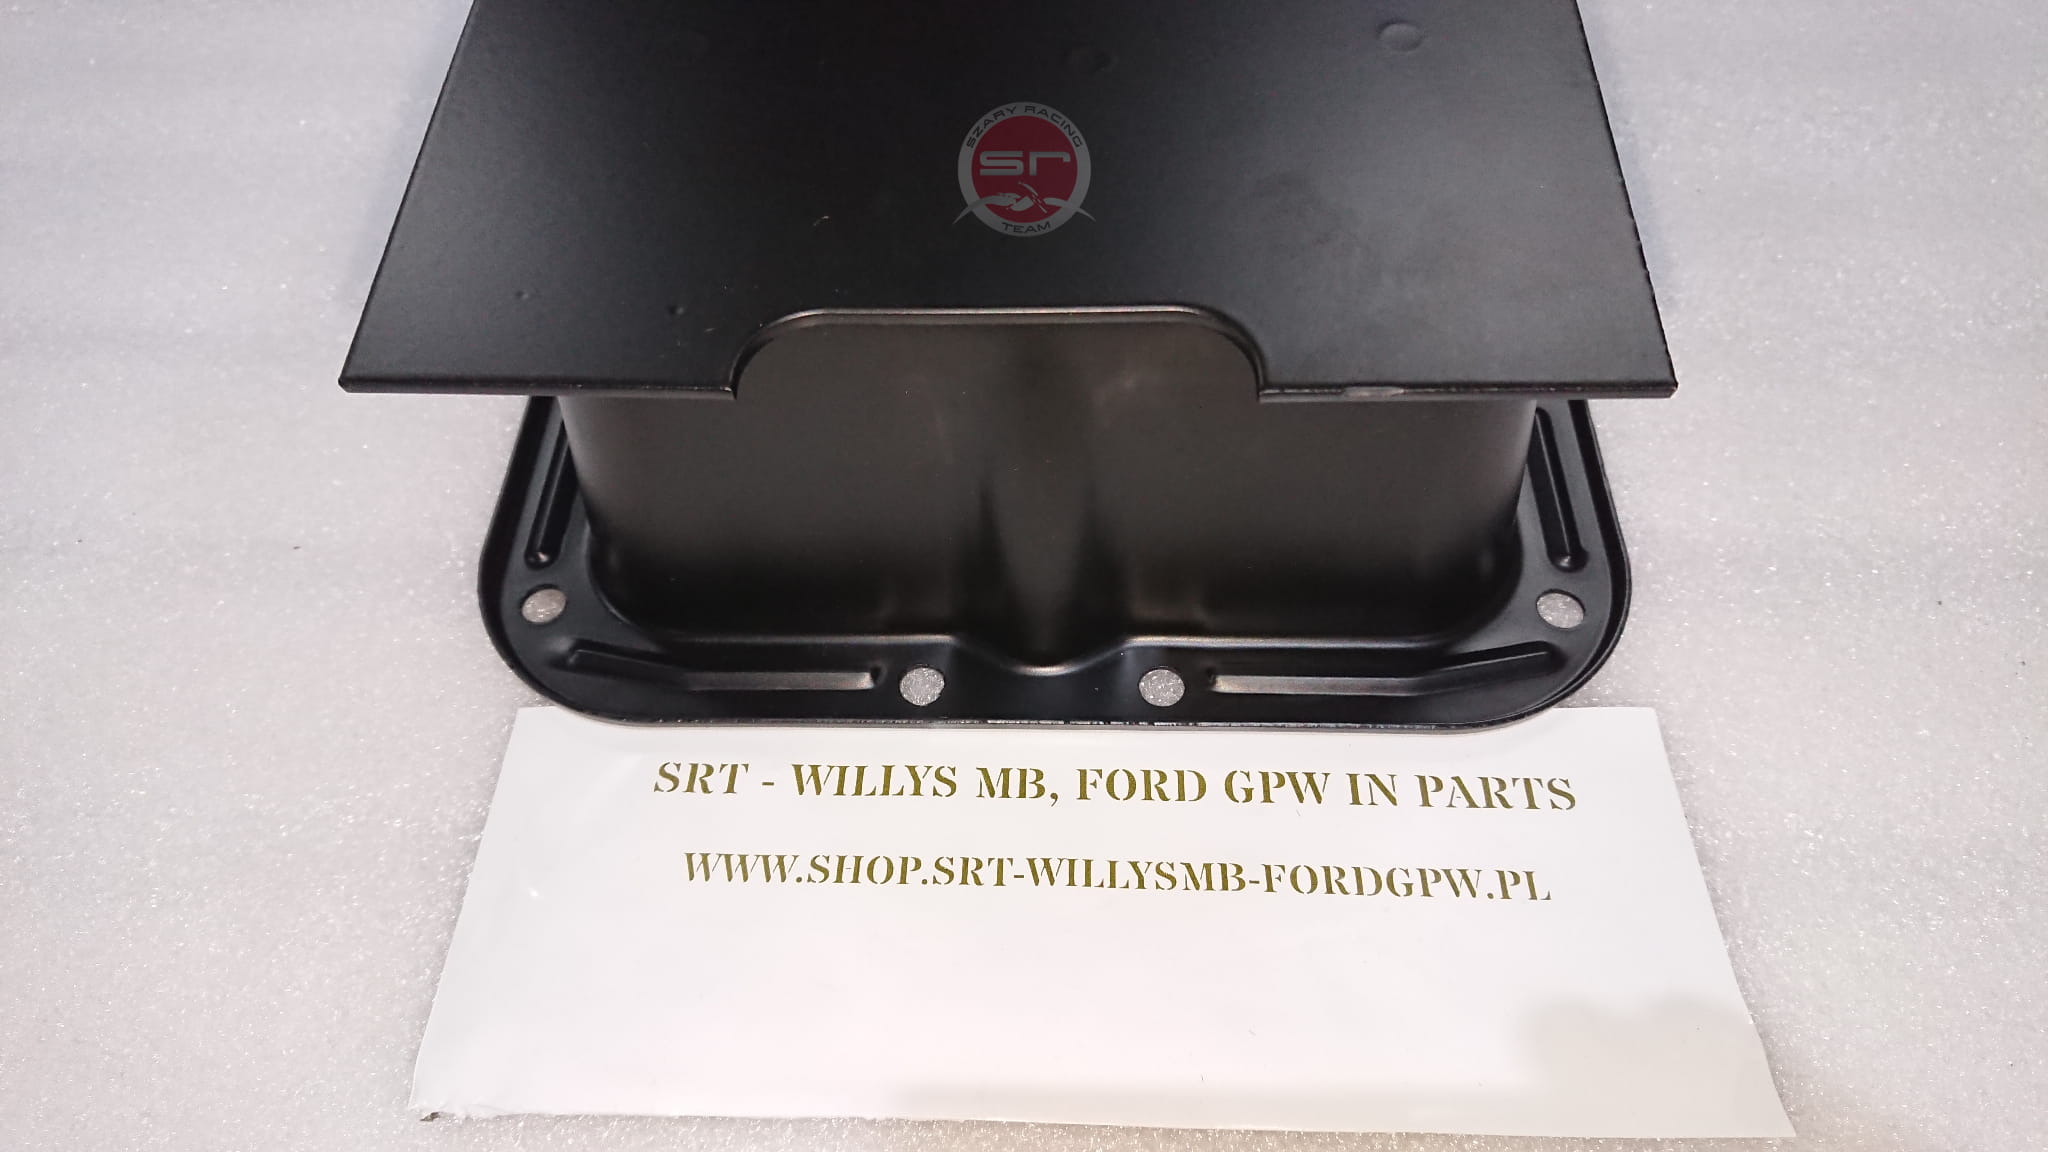 SZARY RACING
sr
TEAM
SRT - WILLYS MB, FORD GPW IN PARTS
WWW.SHOP.SRT-WILLYSMB-FORDGPW.PL